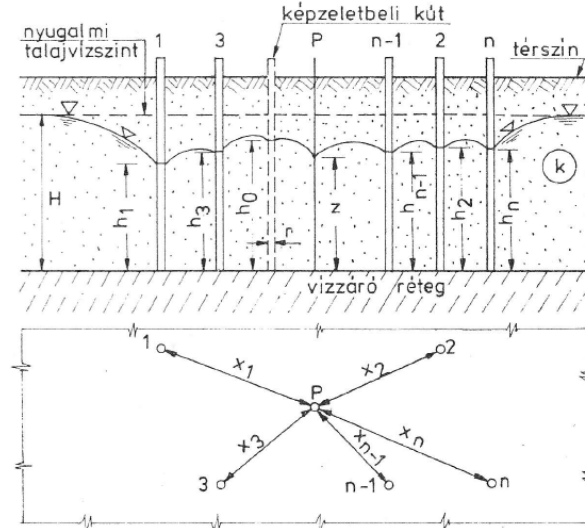 képzeletbeli kút
nyugalmi
talajvízszint
1 3 P n-1 2 n
térszín
H
h1
h3
h0
r
z
hn-1
h2
hn
k
vízzáró réteg
1
2
x1
x2
P
x3
xn-1
xn
3
n-1
n